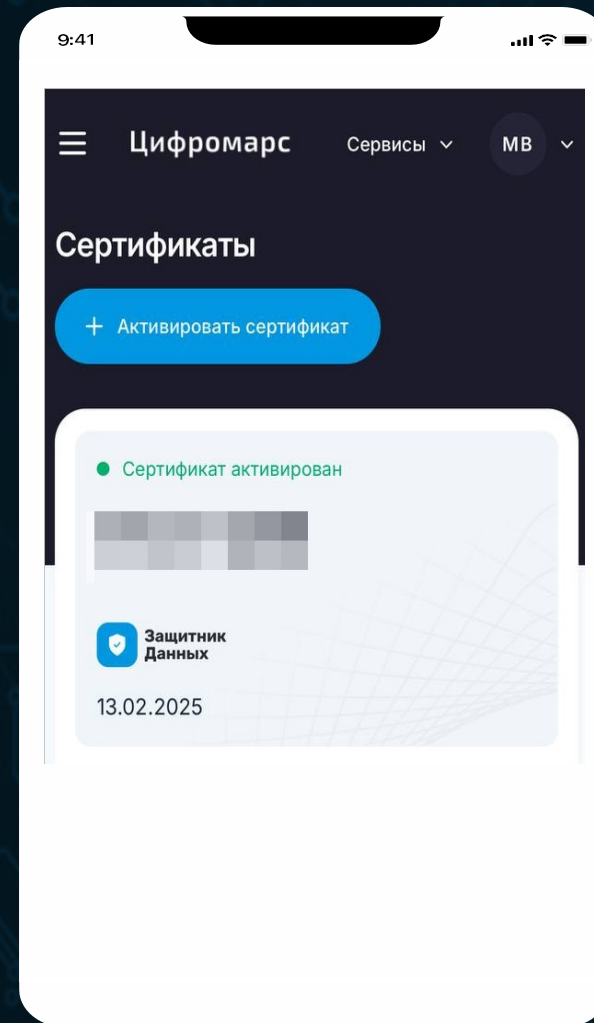 9:41
Цифромарс Сервисы МВ
Сертификаты
+ Активировать сертификат
Сертификат активирован
Защитник
Данных
13.02.2025